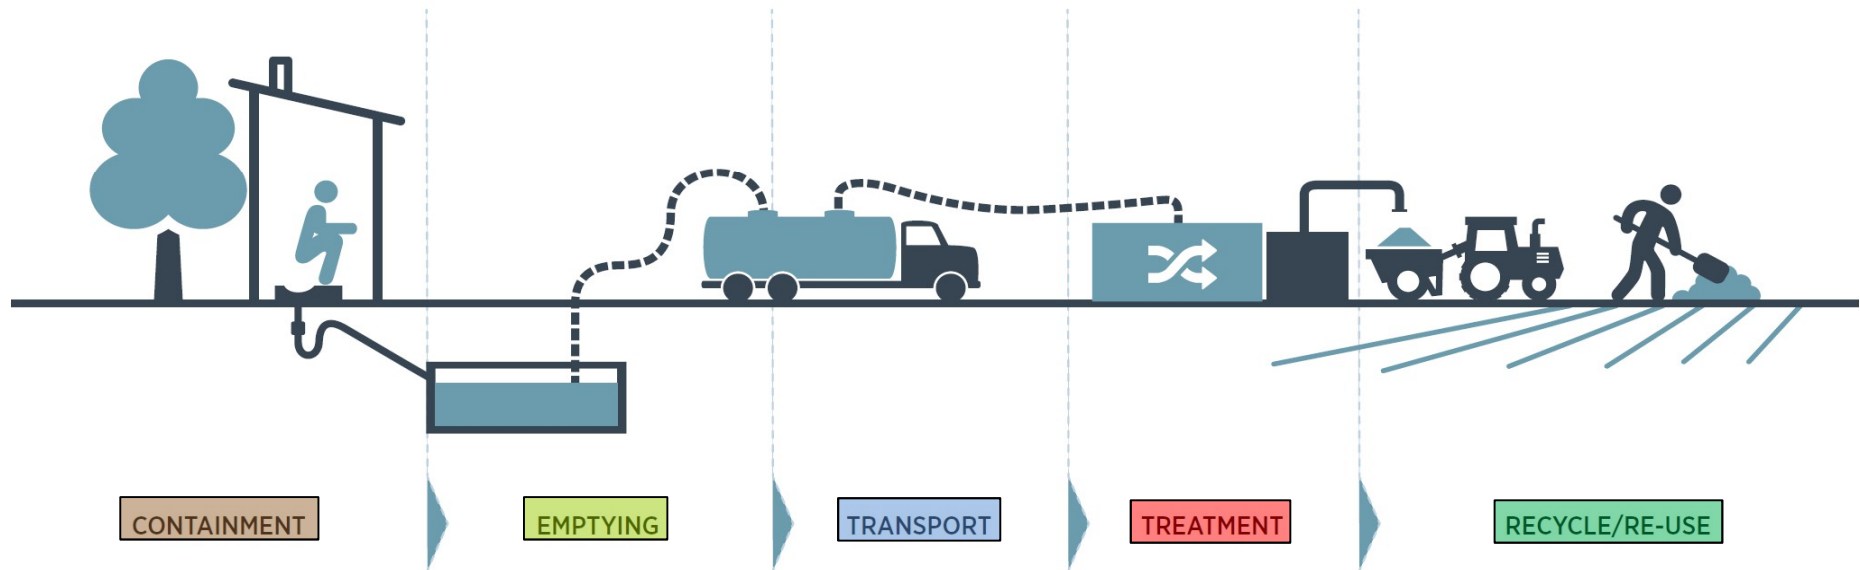 CONTAINMENT
EMPTYING
TRANSPORT
TREATMENT
RECYCLE/RE-USE